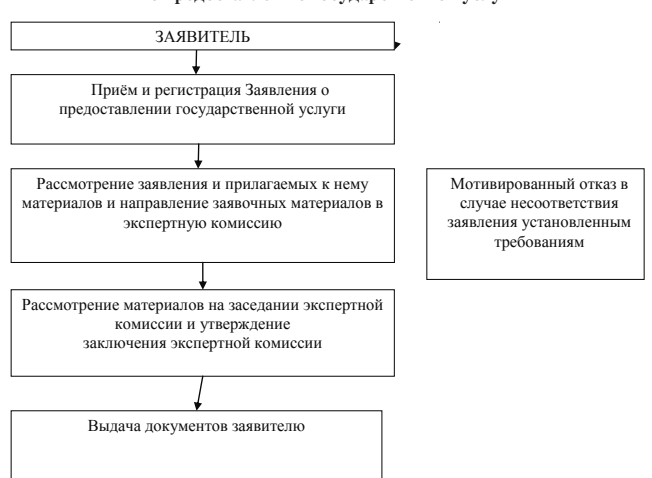 ЗАЯВИТЕЛЬ
Приём и регистрация Заявления о
предоставлении государственной услуги
Рассмотрение заявления и прилагаемых к нему
материалов и направление заявочных материалов в
экспертную комиссию
Мотивированный отказ в
случае несоответствия
заявления установленным
требованиям
Рассмотрение материалов на заседании экспертной
комиссии и утверждение
заключения экспертной комиссии
Выдача документов заявителю